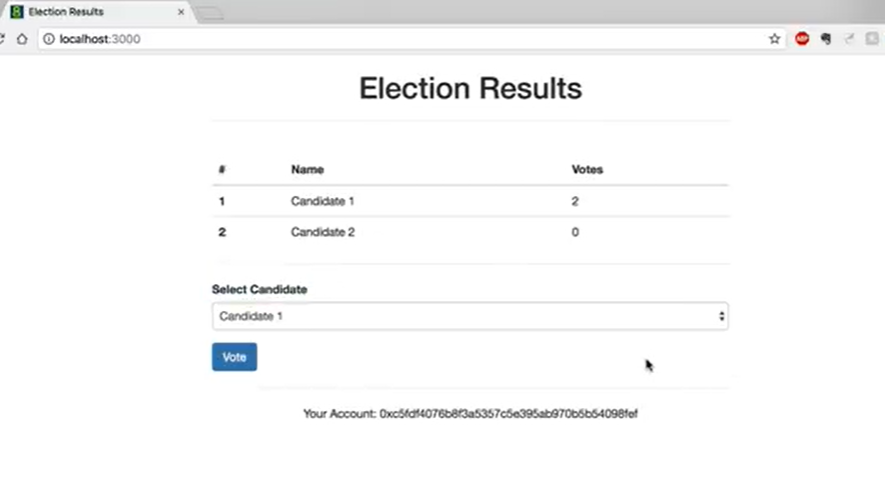 Election Results
localhost:3000
Election Results
# Name Votes
1 Candidate 1 2
2 Candidate 2 0
Select Candidate
Candidate 1
Vote
Your Account: 0xc5fdf4076b8f3a5357c5e395ab970b5b54098fef